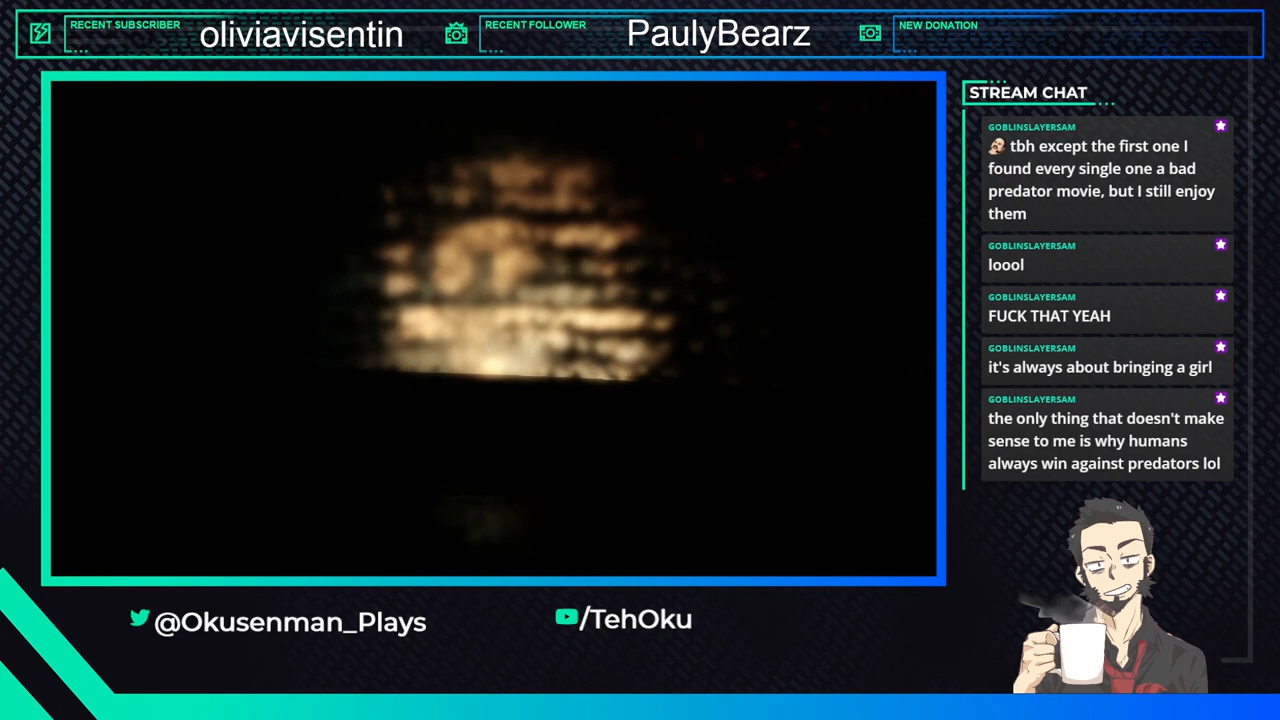 RECENT SUBSCRIBER
oliviavisentin
RECENT FOLLOWER
PaulyBearz
NEW DONATION
STREAM CHAT
GOBLINSLAYERSAM
tbh except the first one I
found every single one a bad
predator movie, but I still enjoy
them
GOBLINSLAYERSAM
loool
GOBLINSLAYERSAM
FUCK THAT YEAH
GOBLINSLAYERSAM
it's always about bringing a girl
GOBLINSLAYERSAM
the only thing that doesn't make
sense to me is why humans
always win against predators lol
@Okusenman_Plays
/TehOku